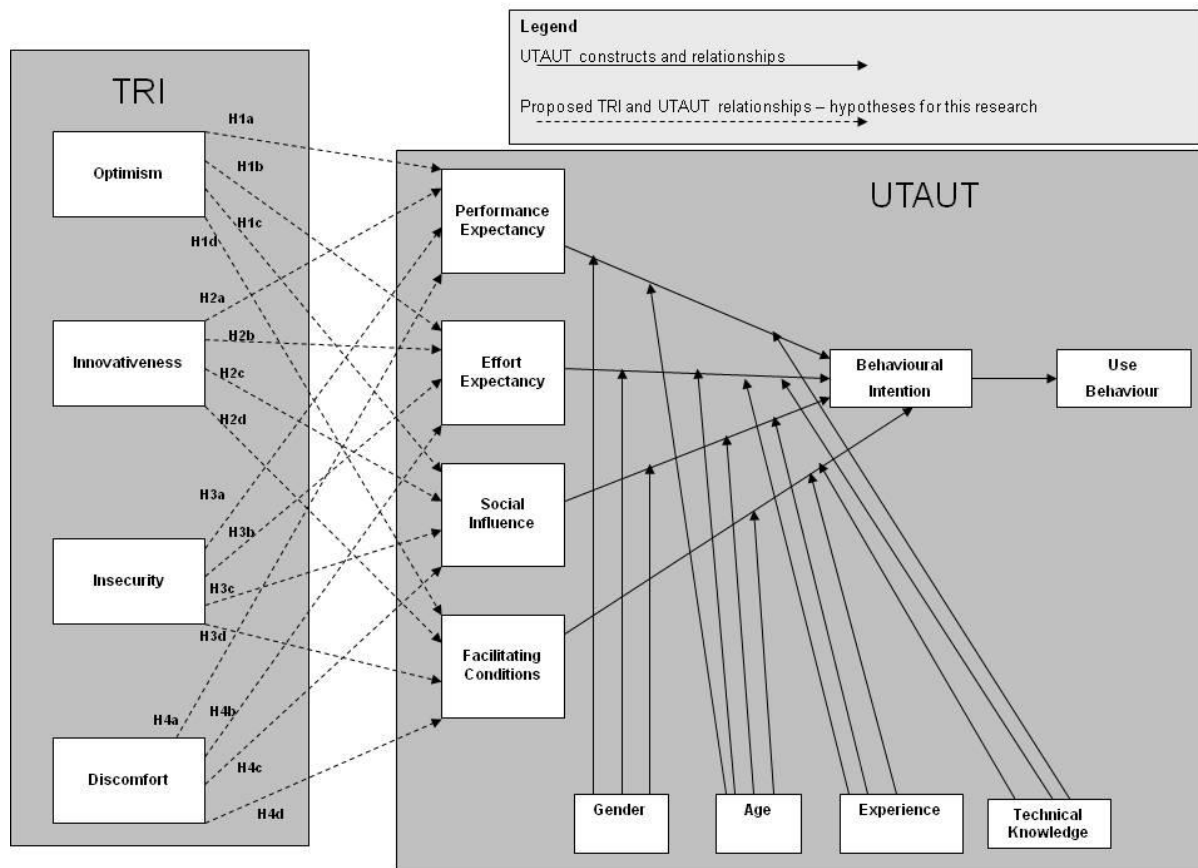 Legend
UTAUT constructs and relationships
Proposed TRI and UTAUT relationships – hypotheses for this research
TRI
Optimism
Innovativeness
Insecurity
Discomfort
H1a
H1b
H1c
H1d
H2a
H2b
H2c
H2d
H3a
H3b
H3c
H3d
H4a
H4b
H4c
H4d
UTAUT
Performance
Expectancy
Effort
Expectancy
Social
Influence
Facilitating
Conditions
Behavioural
Intention
Use
Behaviour
Gender
Age
Experience
Technical
Knowledge